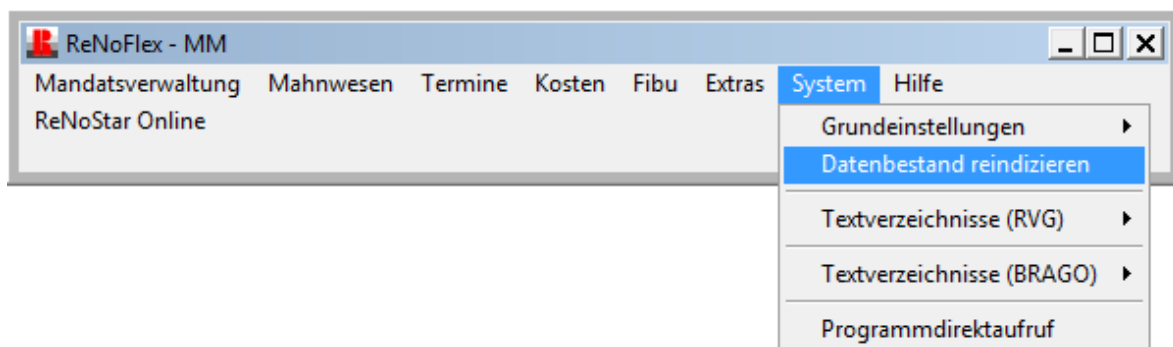 ReNoFlex - MM
Mandatsverwaltung Mahnwesen Termine Kosten Fibu Extras System Hilfe
ReNoStar Online
Grundeinstellungen
Datenbestand reindizieren
Textverzeichnisse (RVG)
Textverzeichnisse (BRAGO)
Programmdirektaufruf